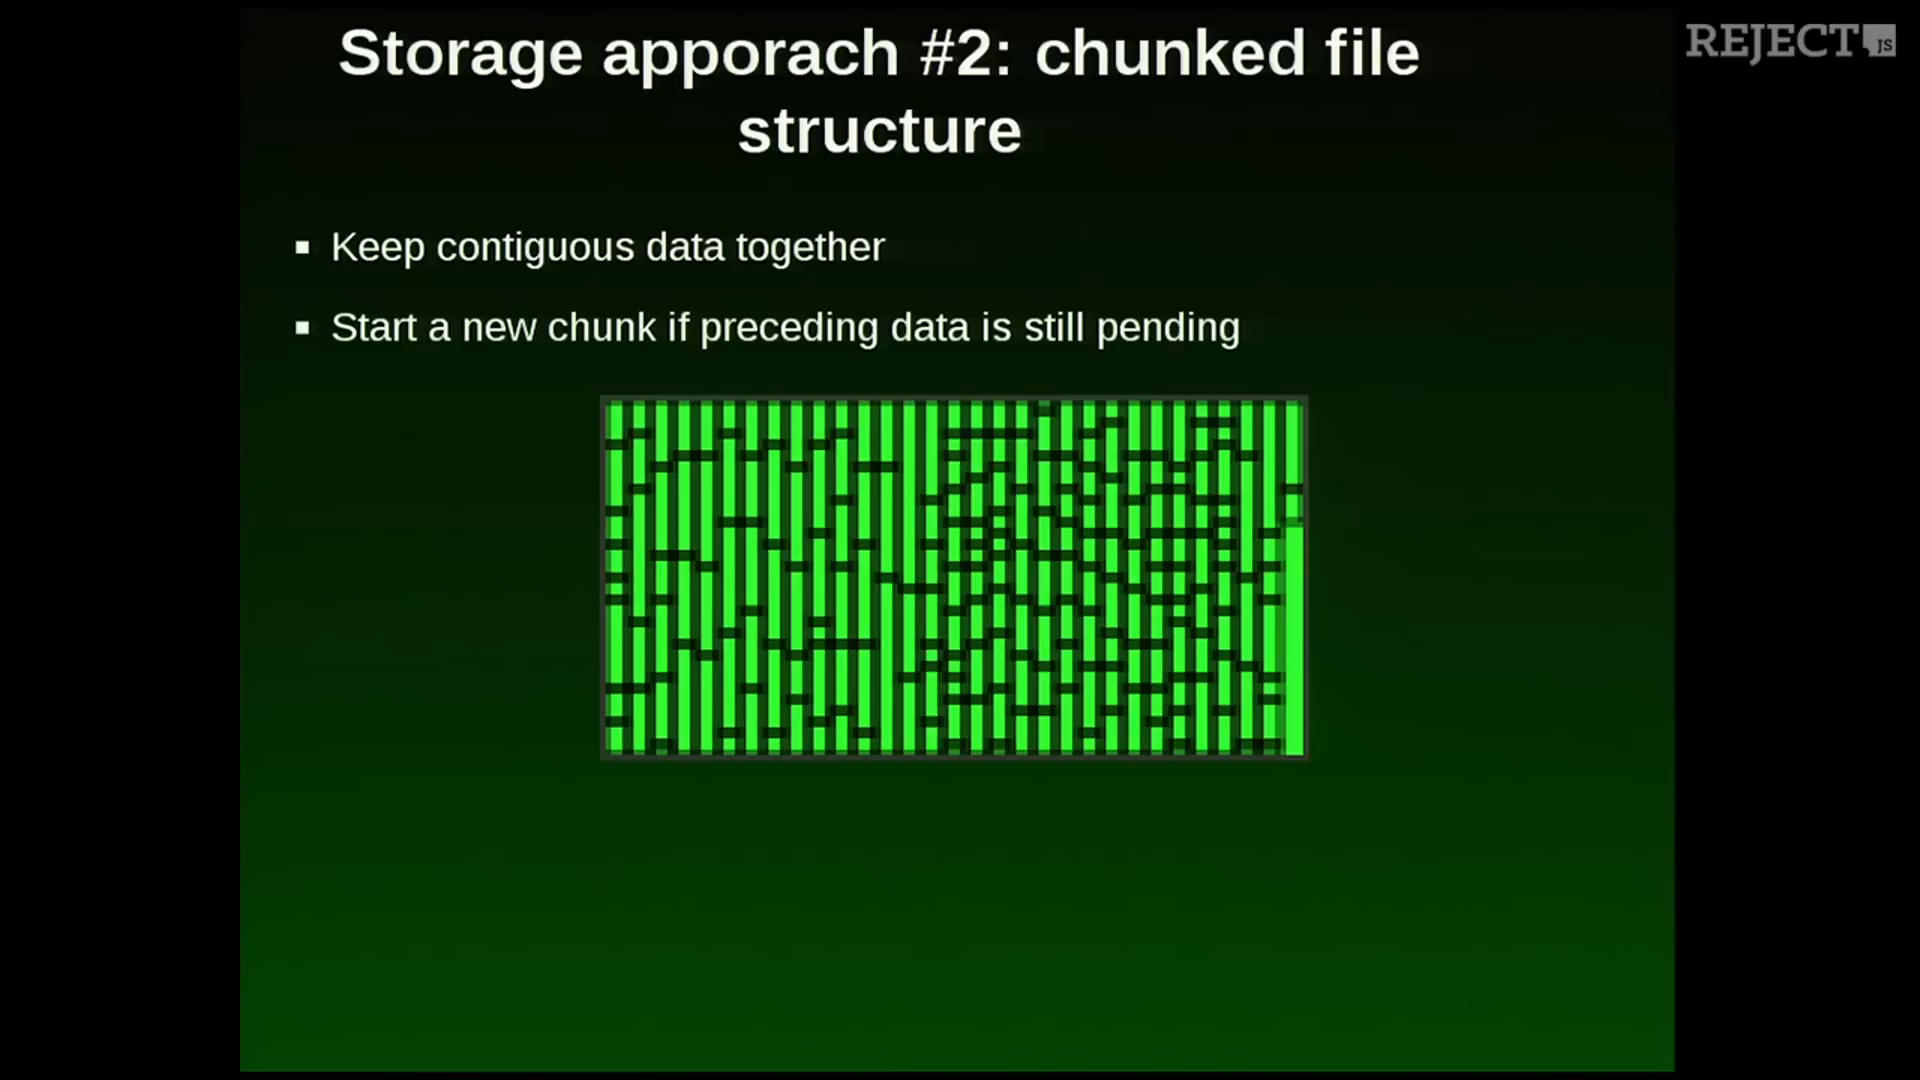 Storage apporach #2: chunked file
structure
Keep contiguous data together
Start a new chunk if preceding data is still pending
REJECT JS